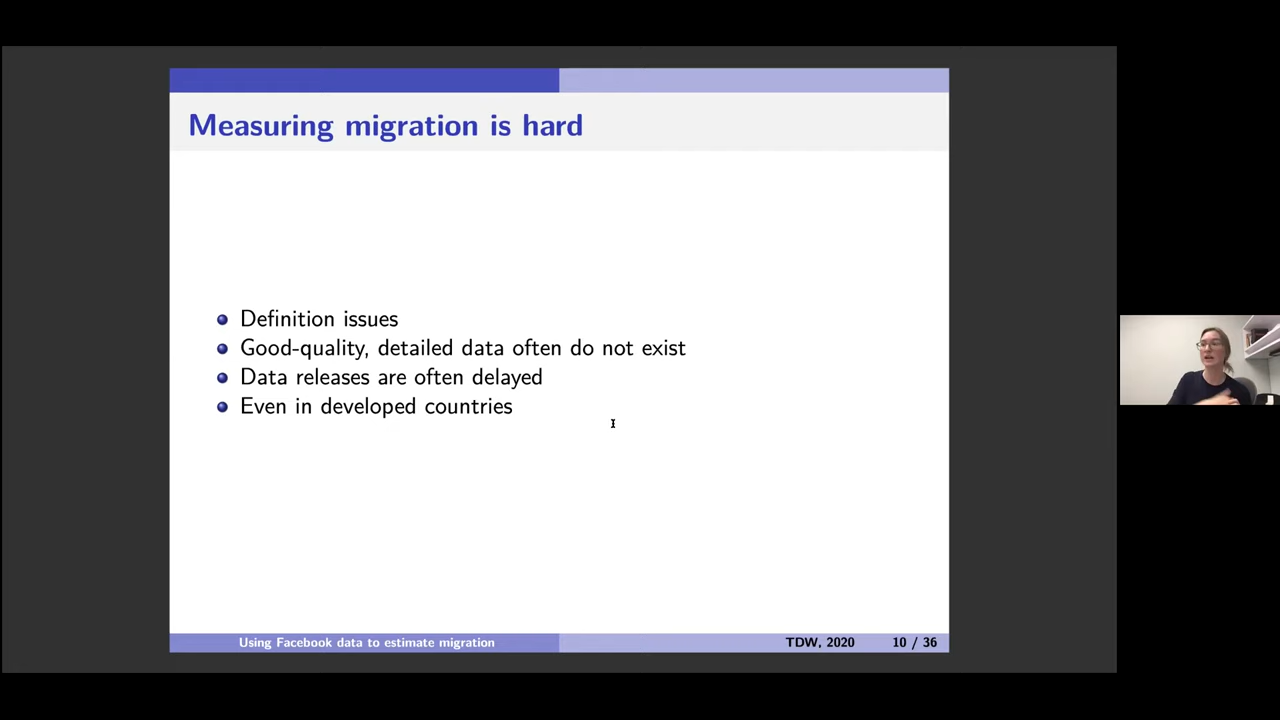 Measuring migration is hard
Definition issues
Good-quality, detailed data often do not exist
Data releases are often delayed
Even in developed countries
Using Facebook data to estimate migration
TDW, 2020
10 / 36